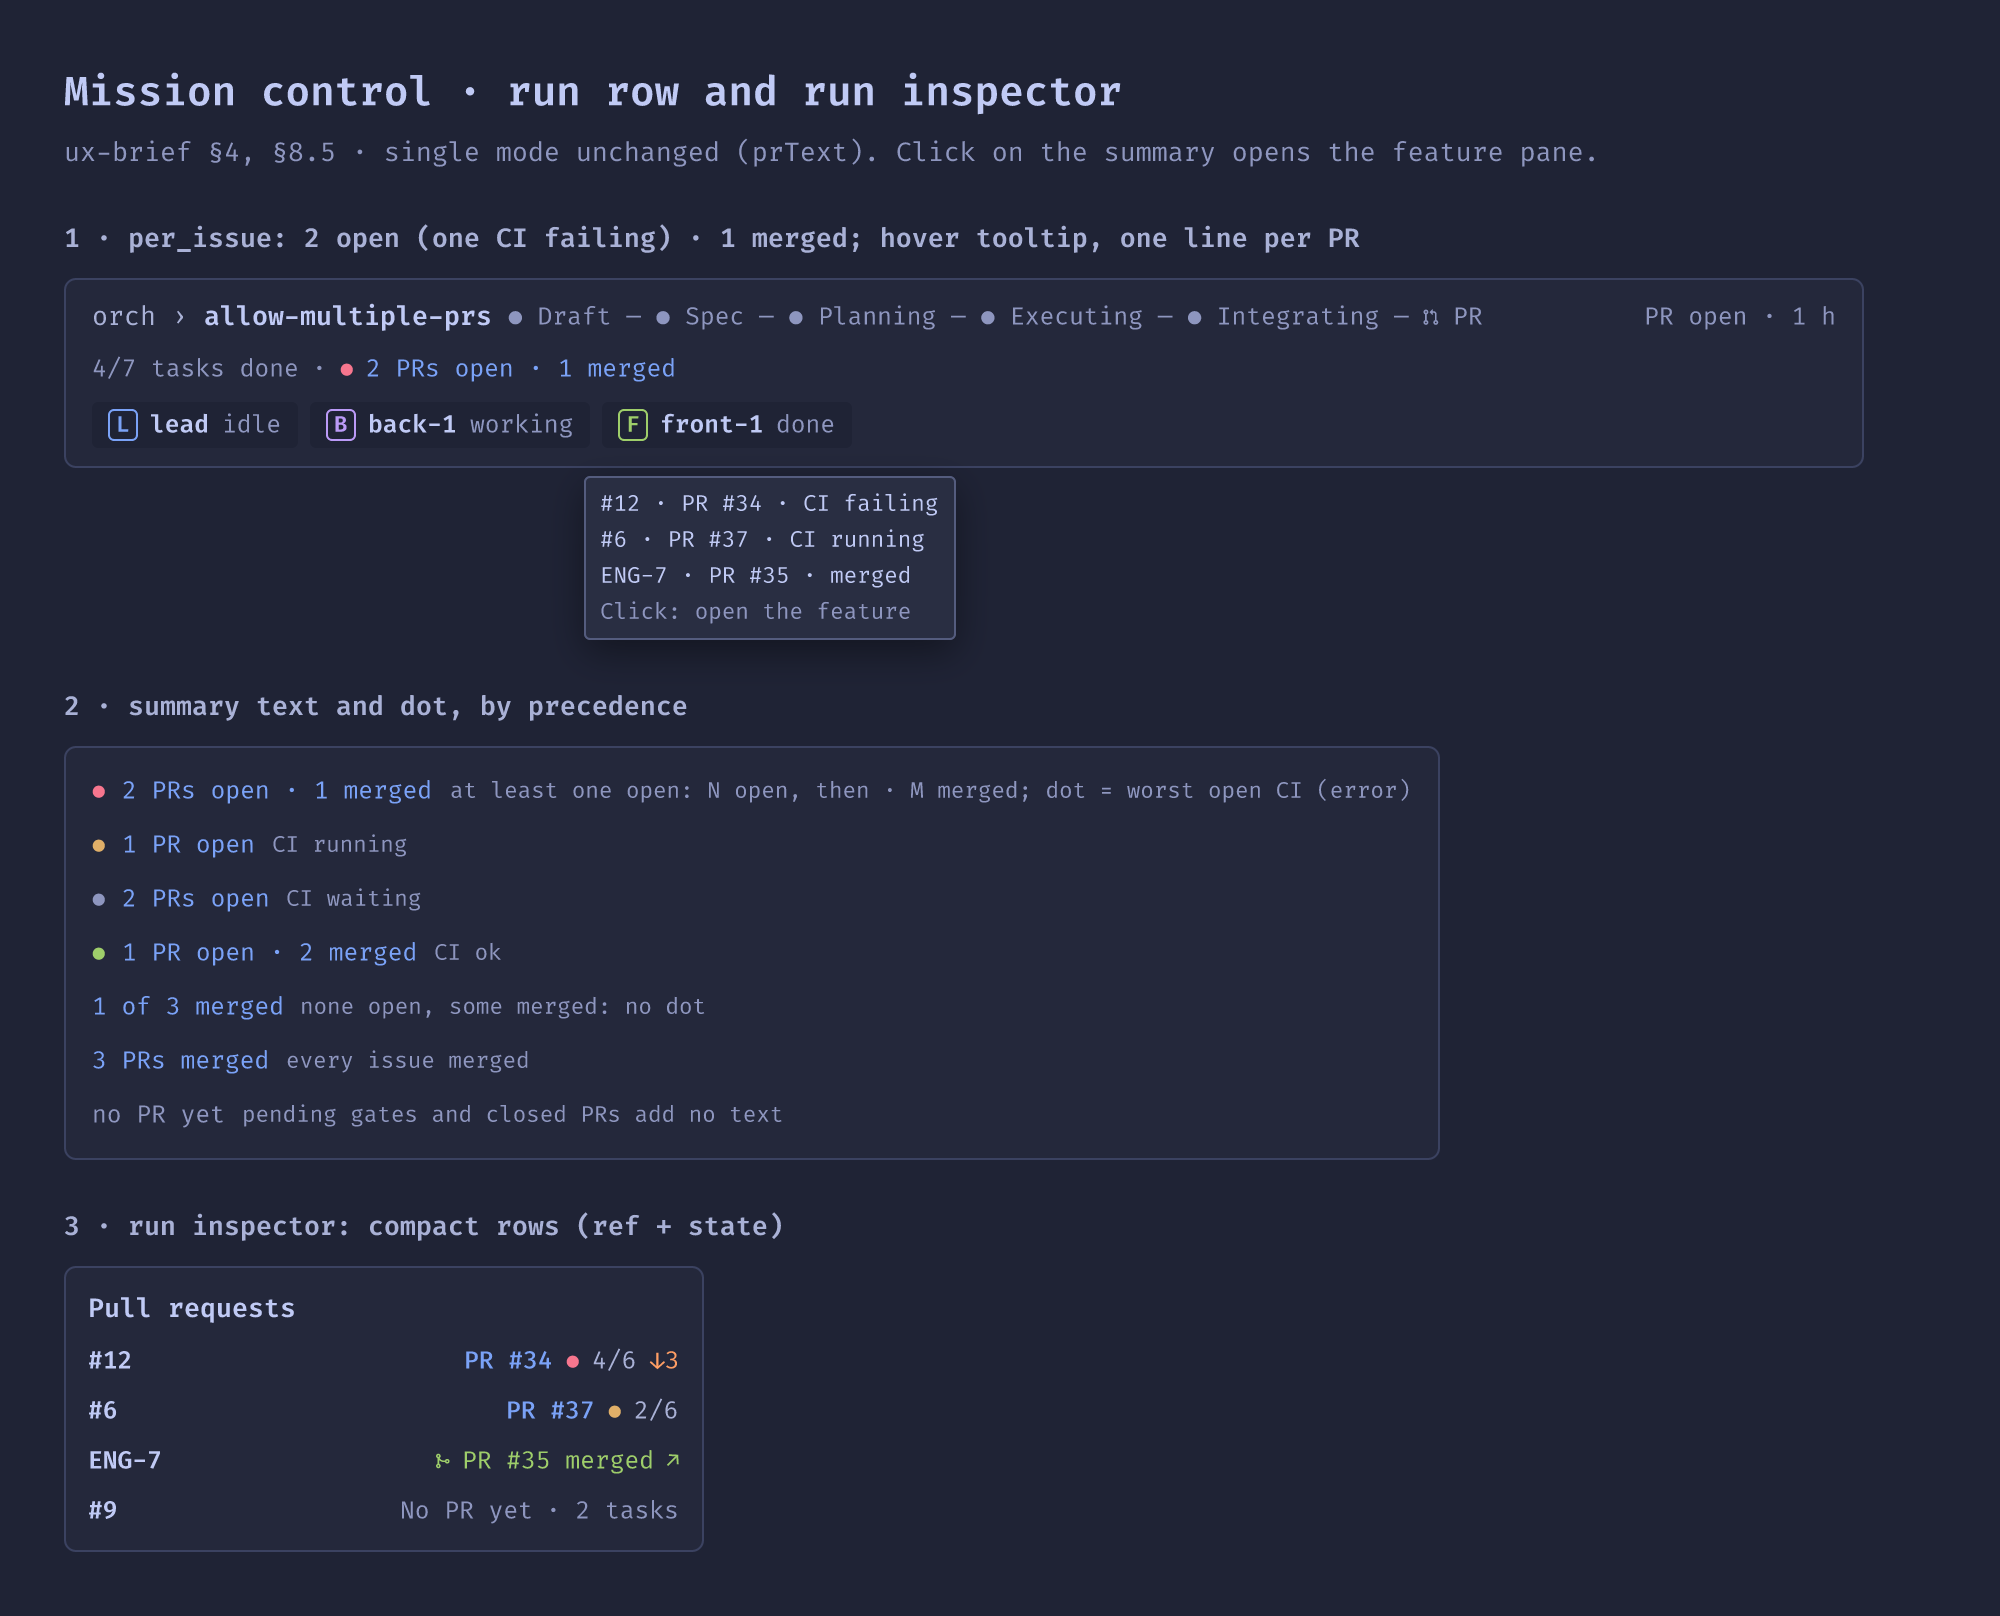 Mission control · run row and run inspector
ux-brief §4, §8.5 · single mode unchanged (prText). Click on the summary opens the feature pane.
1 · per_issue: 2 open (one CI failing) · 1 merged; hover tooltip, one line per PR
orch › allow-multiple-prs ● Draft — ● Spec — ● Planning — ● Executing — ● Integrating — PR PR open · 1 h
4/7 tasks done · ● 2 PRs open · 1 merged
L lead idle B back-1 working F front-1 done
#12 · PR #34 · CI failing
#6 · PR #37 · CI running
ENG-7 · PR #35 · merged
Click: open the feature
2 · summary text and dot, by precedence
● 2 PRs open · 1 merged at least one open: N open, then · M merged; dot = worst open CI (error)
● 1 PR open CI running
● 2 PRs open CI waiting
● 1 PR open · 2 merged CI ok
1 of 3 merged none open, some merged: no dot
3 PRs merged every issue merged
no PR yet pending gates and closed PRs add no text
3 · run inspector: compact rows (ref + state)
Pull requests
#12 PR #34 ● 4/6 ↓3
#6 PR #37 ● 2/6
ENG-7 PR #35 merged ↗
#9 No PR yet · 2 tasks